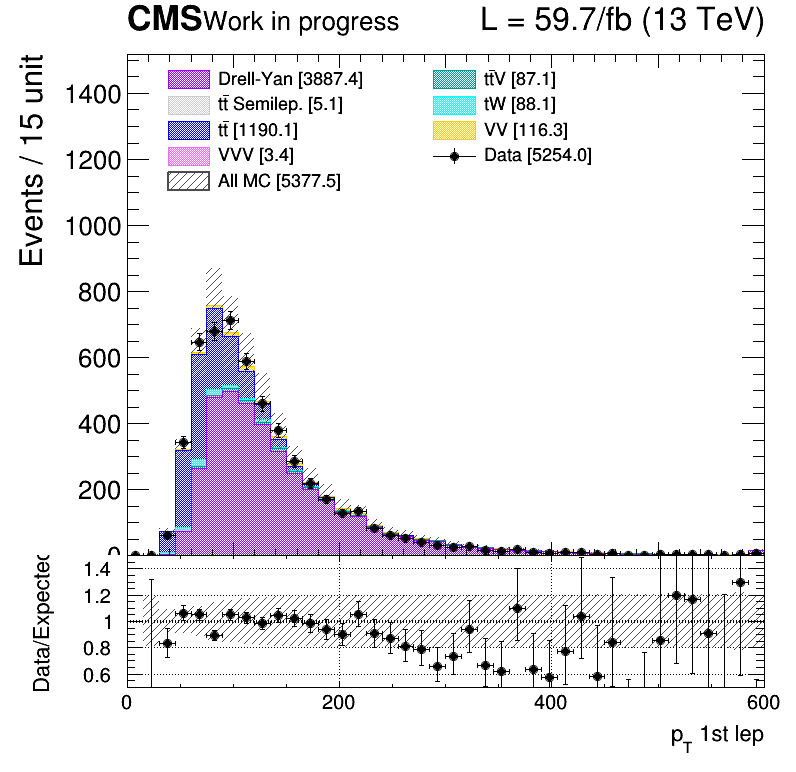 CMS Work in progress L = 59.7/fb (13 TeV)
Events / 15 unit
1400
1200
1000
800
600
400
200
0
Drell-Yan [3887.4]
tt̄ Semilep. [5.1]
tt̄ [1190.1]
VVV [3.4]
All MC [5377.5]
tt̄V [87.1]
tW [88.1]
VV [116.3]
Data [5254.0]
Data/Expected
1.4
1.2
1
0.8
0.6
0 200 400 600
p_T 1st lep